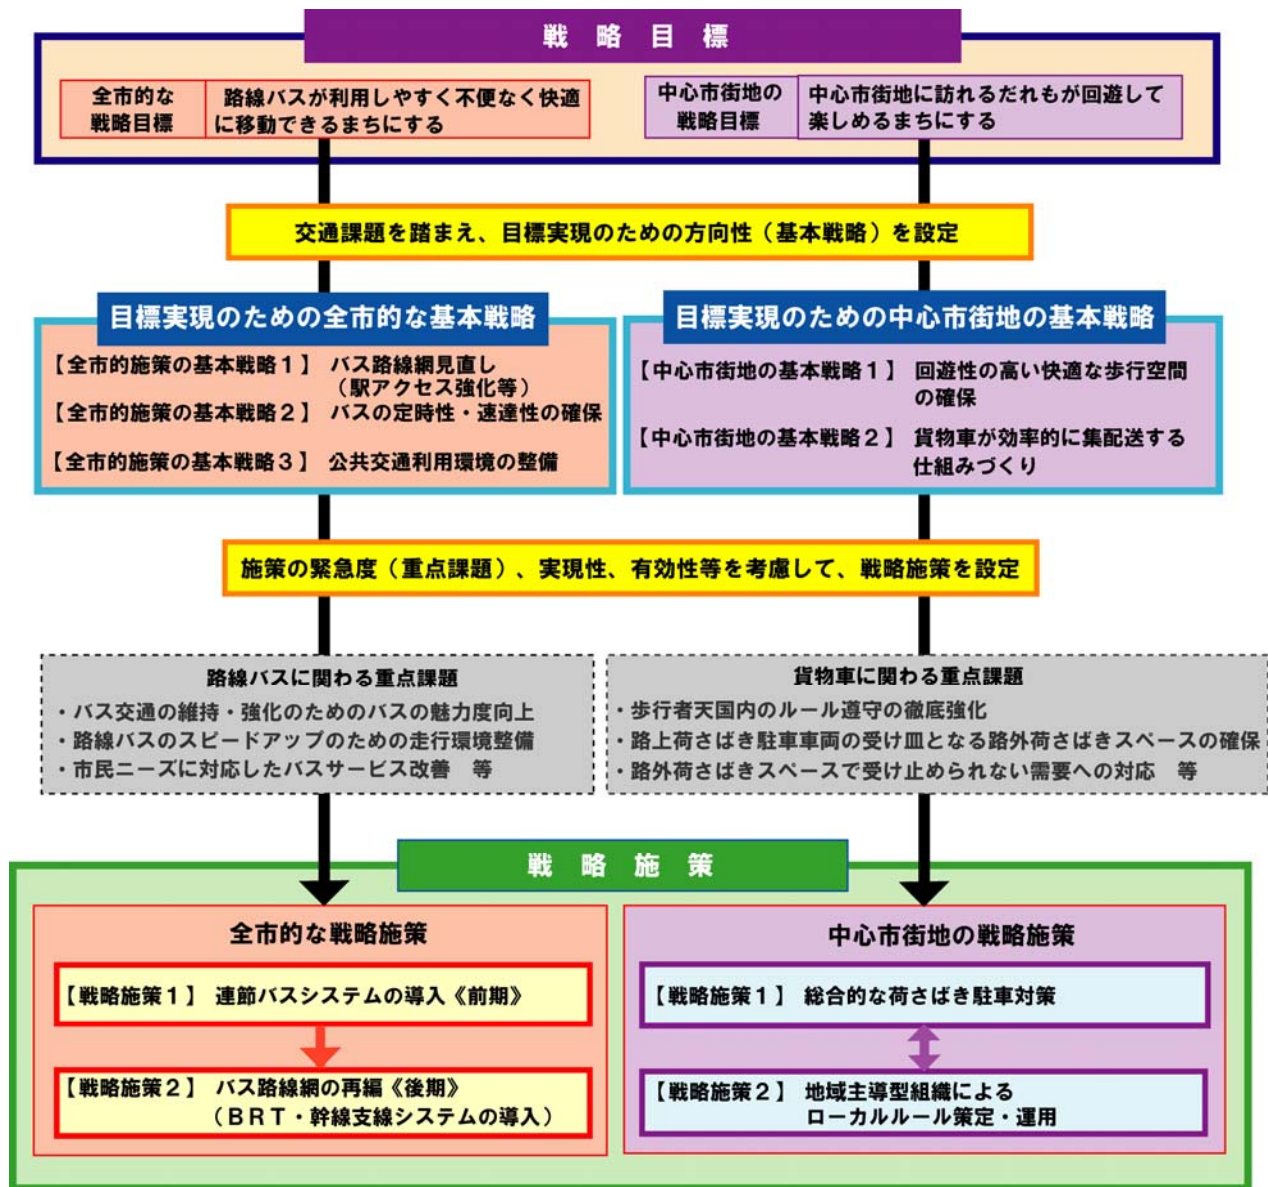 戦略目標
全市的な
戦略目標
路線バスが利用しやすく不便なく快適
に移動できるまちにする
中心市街地の
戦略目標
中心市街地に訪れるだれもが回遊して
楽しめるまちにする
交通課題を踏まえ、目標実現のための方向性（基本戦略）を設定
目標実現のための全市的な基本戦略
【全市的施策の基本戦略１】 バス路線網見直し
（駅アクセス強化等）
【全市的施策の基本戦略２】 バスの定時性・速達性の確保
【全市的施策の基本戦略３】 公共交通利用環境の整備
目標実現のための中心市街地の基本戦略
【中心市街地の基本戦略１】 回遊性の高い快適な歩行空間
の確保
【中心市街地の基本戦略２】 貨物車が効率的に集配送する
仕組みづくり
施策の緊急度（重点課題）、実現性、有効性等を考慮して、戦略施策を設定
路線バスに関わる重点課題
・バス交通の維持・強化のためのバスの魅力度向上
・路線バスのスピードアップのための走行環境整備
・市民ニーズに対応したバスサービス改善　等
貨物車に関わる重点課題
・歩行者天国内のルール遵守の徹底強化
・路上荷さばき駐車車両の受け皿となる路外荷さばきスペースの確保
・路外荷さばきスペースで受け止められない需要への対応　等
戦略施策
全市的な戦略施策
【戦略施策１】 連節バスシステムの導入《前期》
【戦略施策２】 バス路線網の再編《後期》
（ＢＲＴ・幹線支線システムの導入）
中心市街地の戦略施策
【戦略施策１】 総合的な荷さばき駐車対策
【戦略施策２】 地域主導型組織による
ローカルルール策定・運用